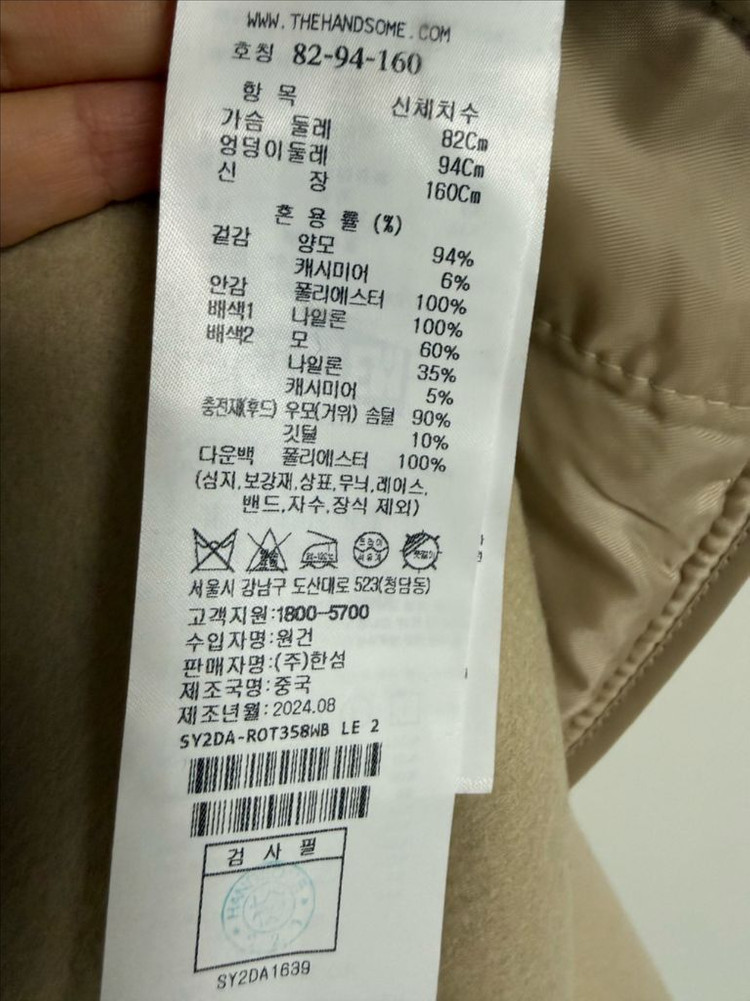 WWW.THEHANDSOME.COM
호칭 82-94-160
항 목 신체치수
가슴 둘레 82Cm
엉덩이둘레 94Cm
신 장 160Cm
혼 용 률 (%)
겉감 양모 94%
캐시미어 6%
안감 폴리에스터 100%
배색1 나일론 100%
배색2 모 60%
나일론 35%
캐시미어 5%
충전재(후드) 우모(거위) 솜털 90%
깃털 10%
다운백 폴리에스터 100%
(심지,보강재,상표,무늬,레이스,
밴드,자수,장식 제외)
서울시 강남구 도산대로 523(청담동)
고객지원:1800-5700
수입자명:원건
판매자명:(주)한섬
제조국명:중국
제조년월:2024.08
SY2DA-ROT358WB LE 2
검 사 필
SY2DA1639